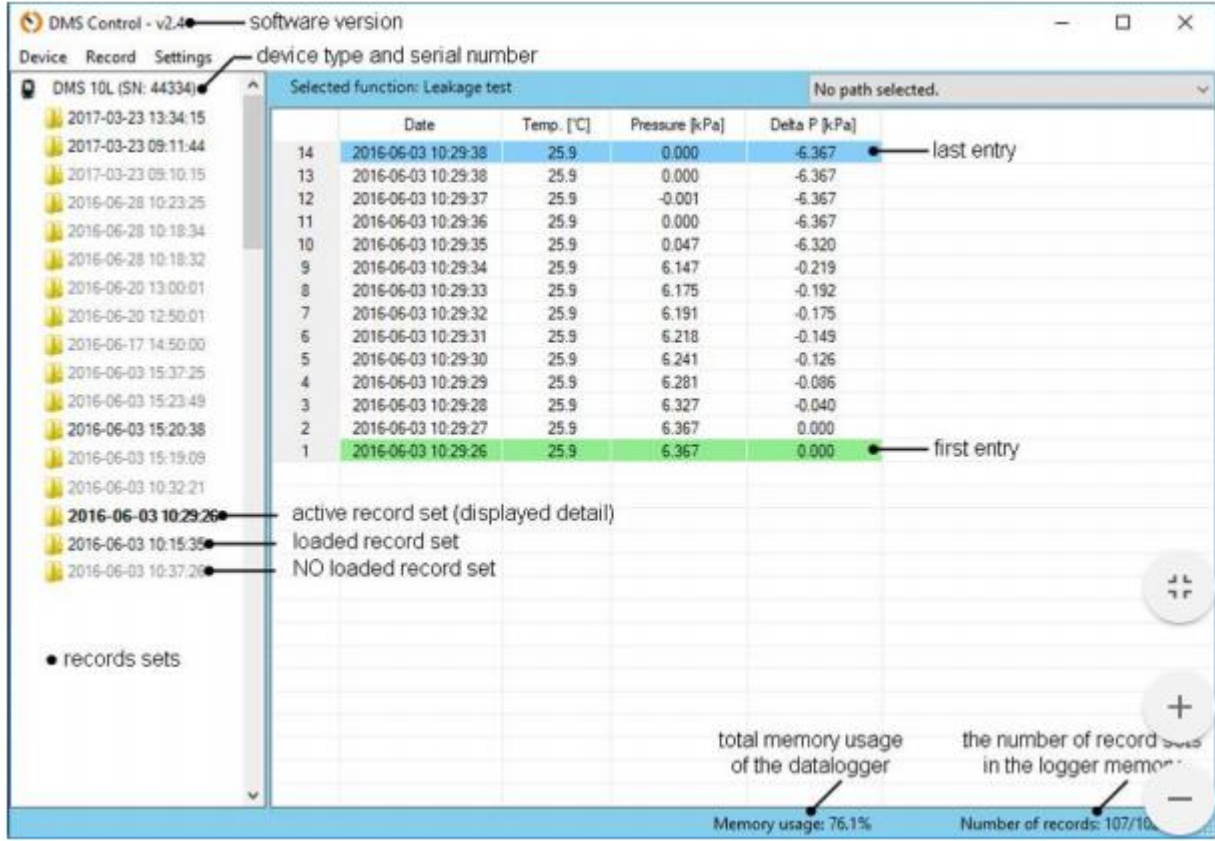 DMS Control - v2.4 software version
Device Record Settings device type and serial number
DMS 10L (SN: 44334) Selected function: Leakage test No path selected.
2017-03-23 13:34:15
2017-03-23 09:11:44
2017-03-23 09:10:15
2016-06-28 10:23:25
2016-06-28 10:18:34
2016-06-28 10:18:32
2016-06-20 13:00:01
2016-06-20 12:50:01
2016-06-17 14:50:00
2016-06-03 15:37:25
2016-06-03 15:23:49
2016-06-03 15:20:38
2016-06-03 15:19:09
2016-06-03 10:32:21
2016-06-03 10:29:26 active record set (displayed detail)
2016-06-03 10:15:35 loaded record set
2016-06-03 10:37:26 NO loaded record set
records sets
Date Temp. [°C] Pressure [kPa] Delta P [kPa]
14 2016-06-03 10:29:38 25.9 0.000 -6.367 last entry
13 2016-06-03 10:29:38 25.9 0.000 -6.367
12 2016-06-03 10:29:37 25.9 -0.001 -6.367
11 2016-06-03 10:29:36 25.9 0.000 -6.367
10 2016-06-03 10:29:35 25.9 0.047 -6.320
9 2016-06-03 10:29:34 25.9 6.147 -0.219
8 2016-06-03 10:29:33 25.9 6.175 -0.192
7 2016-06-03 10:29:32 25.9 6.191 -0.175
6 2016-06-03 10:29:31 25.9 6.218 -0.149
5 2016-06-03 10:29:30 25.9 6.241 -0.126
4 2016-06-03 10:29:29 25.9 6.281 -0.086
3 2016-06-03 10:29:28 25.9 6.327 -0.040
2 2016-06-03 10:29:27 25.9 6.367 0.000
1 2016-06-03 10:29:26 25.9 6.367 0.000 first entry
total memory usage
of the datalogger
the number of record sets
in the logger memory
Memory usage: 76.1% Number of records: 107/